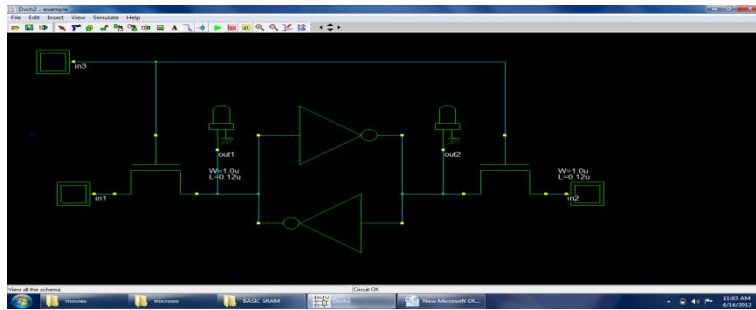 Dsch2 - example
File Edit Insert View Simulate Help
in3
out1
out2
W=1.0u
L=0.12u
W=1.0u
L=0.12u
in1
in2
View all the schema
Circuit OK
movies
microoo
BASIC SRAM
Dsch2
New Microsoft Of...
11:03 AM
4/14/2012